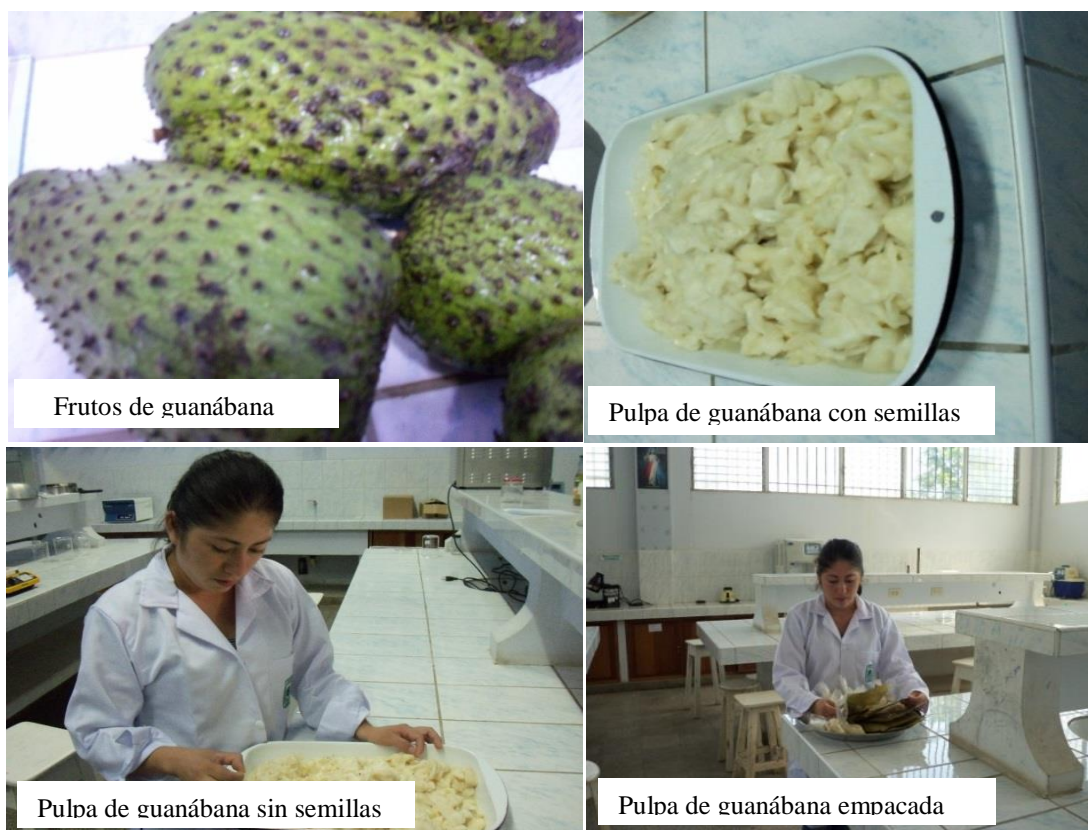 Frutos de guanábana
Pulpa de guanábana con semillas
Pulpa de guanábana sin semillas
Pulpa de guanábana empacada